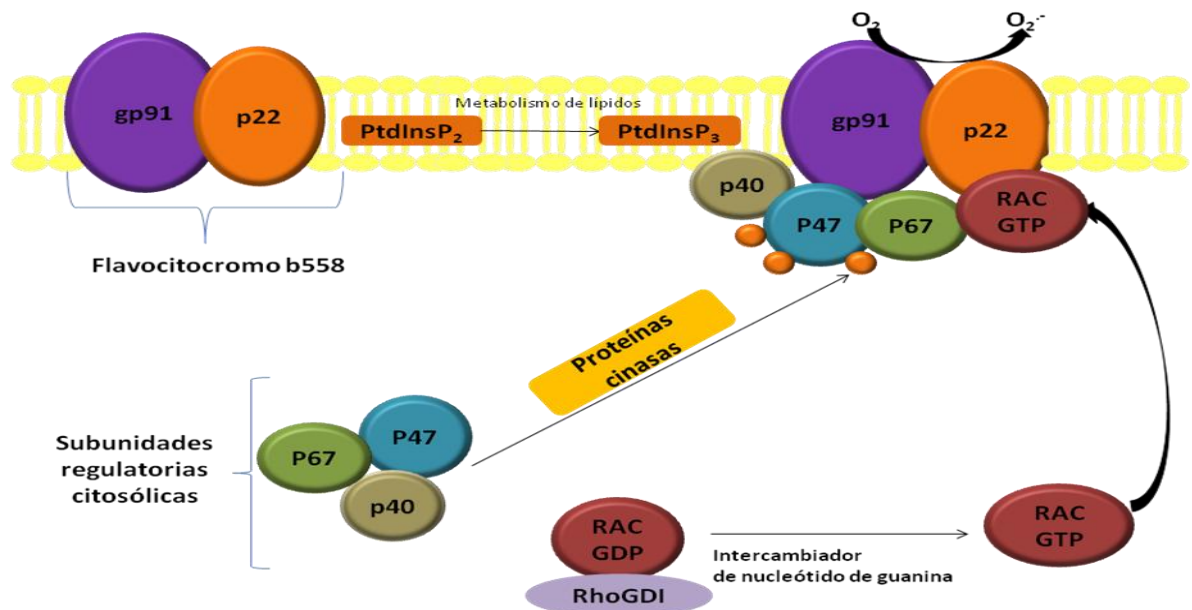 O₂ O₂·-
gp91
p22
Metabolismo de lípidos
PtdInsP₂
PtdInsP₃
gp91
p22
p40
P47
P67
RAC
GTP
Flavocitocromo b558
Proteínas
cinasas
Subunidades
regulatorias
citosólicas
P67
P47
p40
RAC
GDP
RhoGDI
Intercambiador
de nucleótido de guanina
RAC
GTP